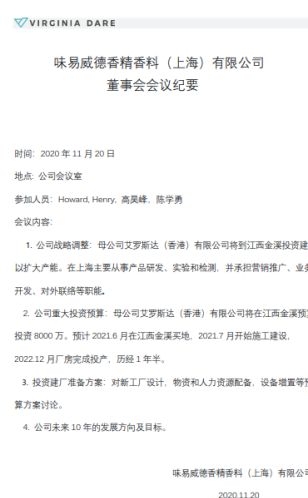 VIRGINIA DARE
味易威德香精香料（上海）有限公司
董事会会议纪要
时间：2020 年 11 月 20 日
地点: 公司会议室
参加人员：Howard, Henry, 高昊峰，陈学勇
会议内容：
1. 公司战略调整：母公司艾罗斯达（香港）有限公司将到江西金溪投资建
以扩大产能。在上海主要从事产品研发、实验和检测，并承担营销推广、业务
开发、对外联络等职能。
2. 公司重大投资预算：母公司艾罗斯达（香港）有限公司将在江西金溪预
投资 8000 万。预计 2021.6 月在江西金溪买地，2021.7 月开始施工建设，
2022.12 月厂房完成投产，历经 1 年半。
3. 投资建厂准备方案：对新工厂设计，物资和人力资源配备、设备增置等预
算方案讨论。
4. 公司未来 10 年的发展方向及目标。
味易威德香精香料（上海）有限公司
2020.11.20